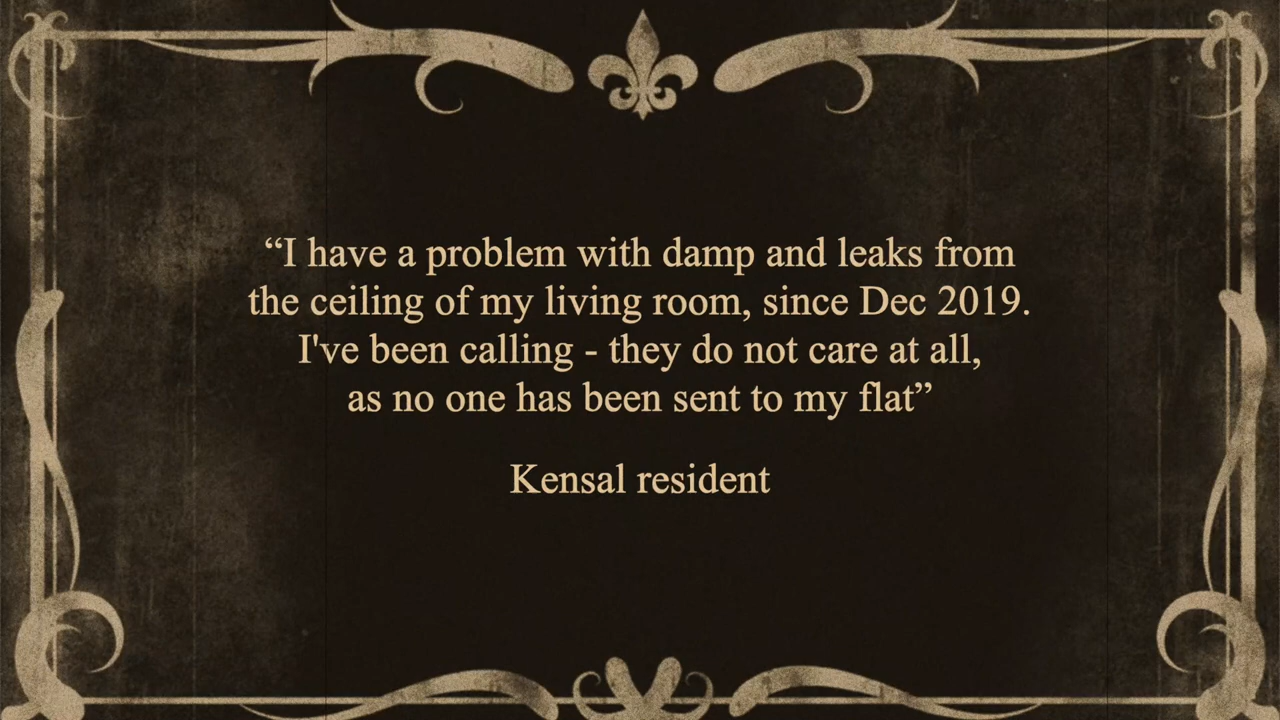 “I have a problem with damp and leaks from
the ceiling of my living room, since Dec 2019.
I've been calling - they do not care at all,
as no one has been sent to my flat”
Kensal resident